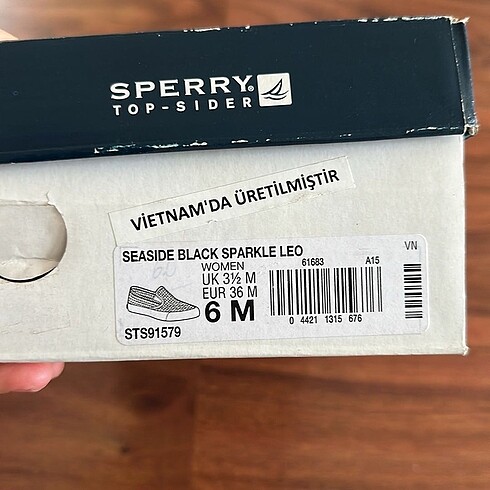 SPERRY
TOP-SIDER
VİETNAM'DA ÜRETİLMİŞTİR
SEASIDE BLACK SPARKLE LEO
WOMEN
UK 3½ M
EUR 36 M
6 M
61683 A15
0 4421 1315 676
VN
STS91579